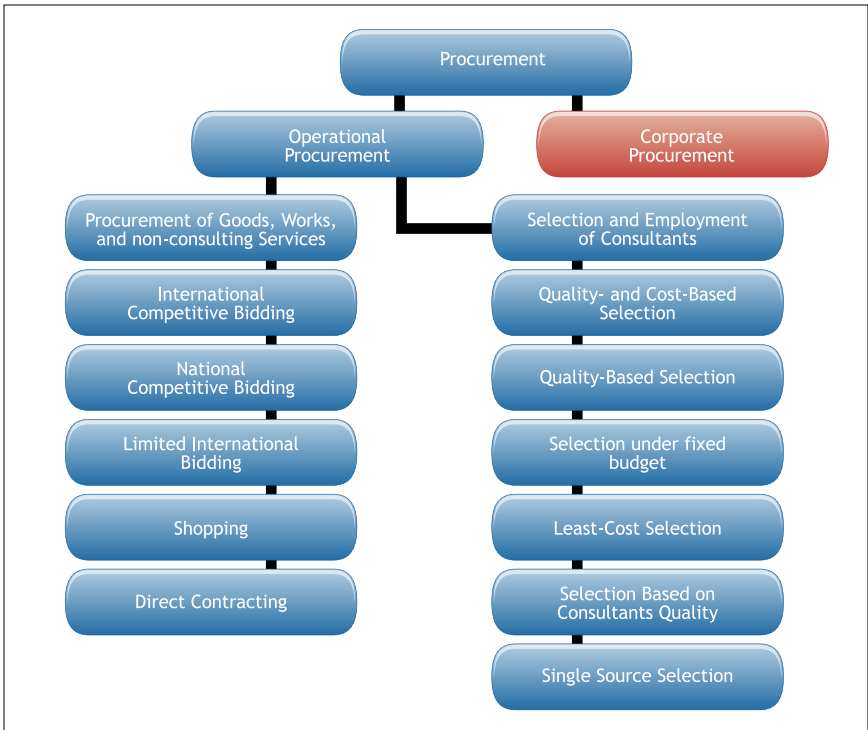 Procurement
Operational
Procurement
Corporate
Procurement
Procurement of Goods, Works,
and non-consulting Services
International
Competitive Bidding
National
Competitive Bidding
Limited International
Bidding
Shopping
Direct Contracting
Selection and Employment
of Consultants
Quality- and Cost-Based
Selection
Quality-Based Selection
Selection under fixed
budget
Least-Cost Selection
Selection Based on
Consultants Quality
Single Source Selection